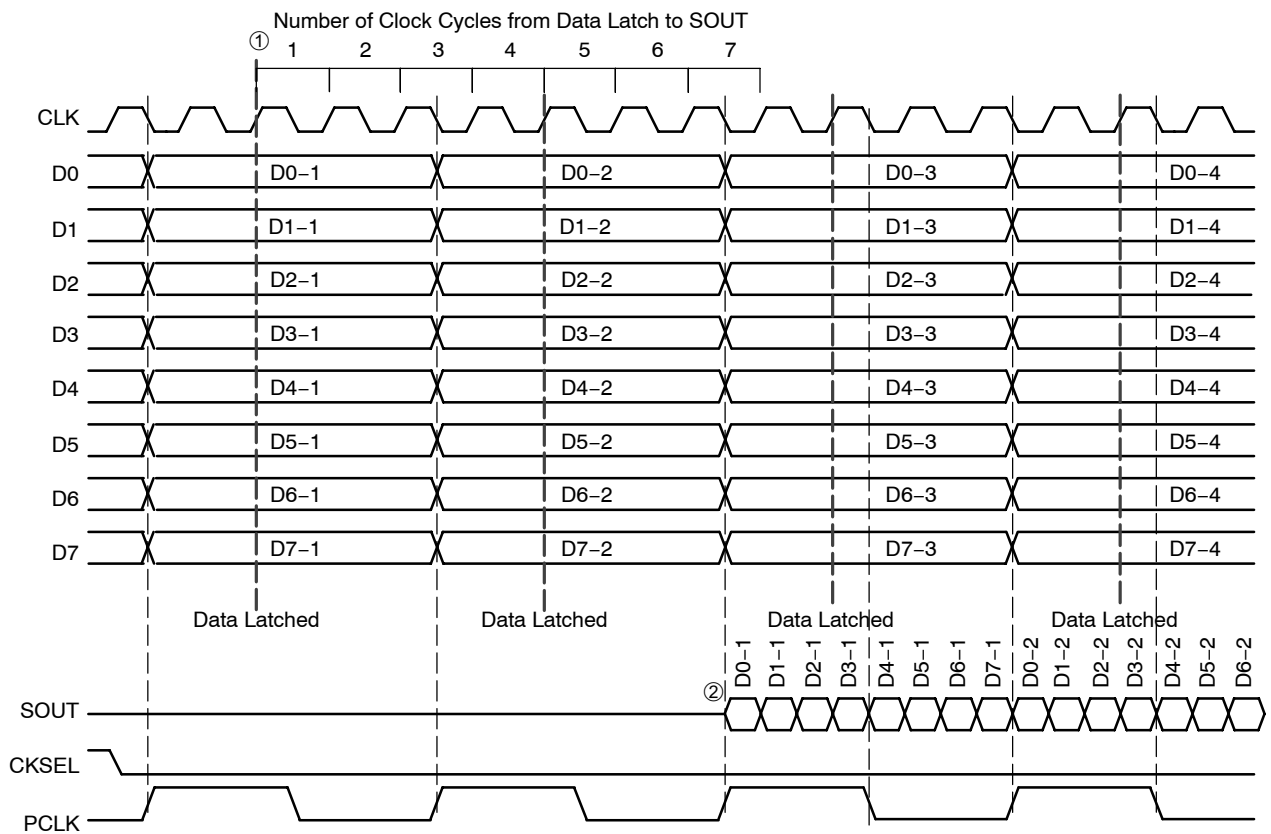 Number of Clock Cycles from Data Latch to SOUT
① 1 2 3 4 5 6 7
CLK
D0 D0−1 D0−2 D0−3 D0−4
D1 D1−1 D1−2 D1−3 D1−4
D2 D2−1 D2−2 D2−3 D2−4
D3 D3−1 D3−2 D3−3 D3−4
D4 D4−1 D4−2 D4−3 D4−4
D5 D5−1 D5−2 D5−3 D5−4
D6 D6−1 D6−2 D6−3 D6−4
D7 D7−1 D7−2 D7−3 D7−4
Data Latched Data Latched Data Latched Data Latched
D0−1 D1−1 D2−1 D3−1 D4−1 D5−1 D6−1 D7−1 D0−2 D1−2 D2−2 D3−2 D4−2 D5−2 D6−2
②
SOUT
CKSEL
PCLK